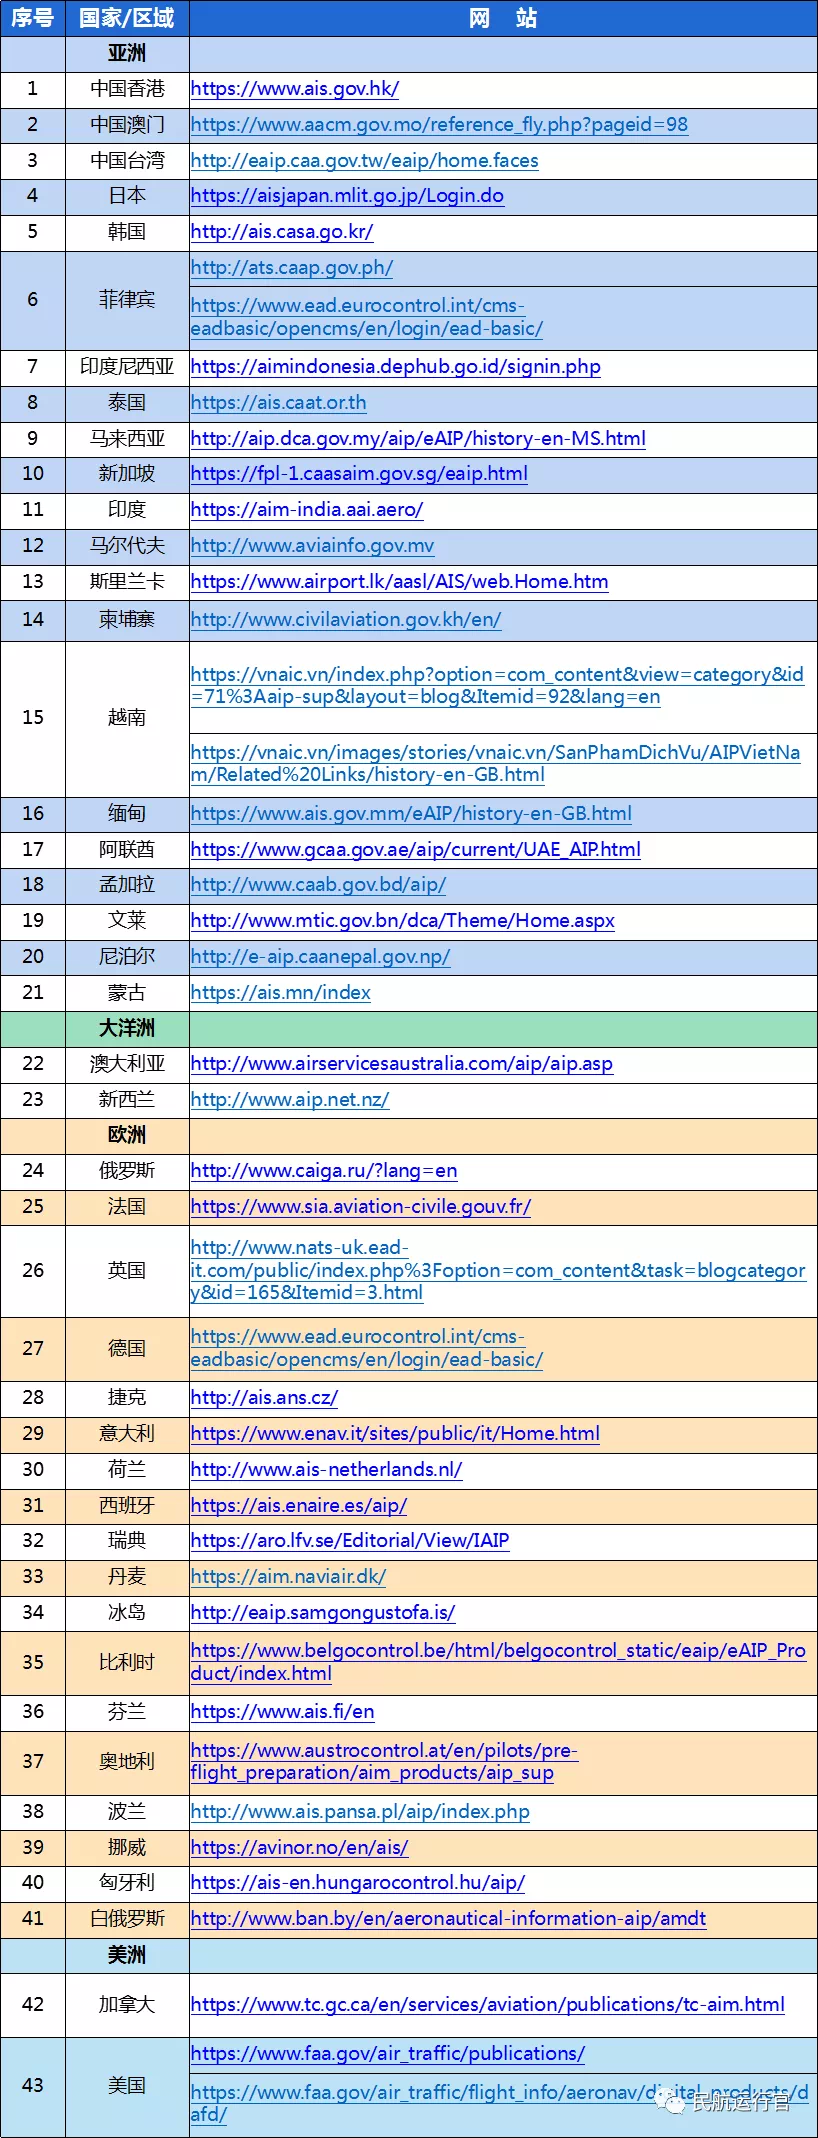 序号 国家/区域 网 站
亚洲
1 中国香港 https://www.ais.gov.hk/
2 中国澳门 https://www.aacm.gov.mo/reference_fly.php?pageid=98
3 中国台湾 http://eaip.caa.gov.tw/eaip/home.faces
4 日本 https://aisjapan.mlit.go.jp/Login.do
5 韩国 http://ais.casa.go.kr/
6 菲律宾 http://ats.caap.gov.ph/
https://www.ead.eurocontrol.int/cms-
eadbasic/opencms/en/login/ead-basic/
7 印度尼西亚 https://aimindonesia.dephub.go.id/signin.php
8 泰国 https://ais.caat.or.th
9 马来西亚 http://aip.dca.gov.my/aip/eAIP/history-en-MS.html
10 新加坡 https://fpl-1.caasaim.gov.sg/eaip.html
11 印度 https://aim-india.aai.aero/
12 马尔代夫 http://www.aviainfo.gov.mv
13 斯里兰卡 https://www.airport.lk/aasl/AIS/web.Home.htm
14 柬埔寨 http://www.civilaviation.gov.kh/en/
15 越南 https://vnaic.vn/index.php?option=com_content&view=category&id
=71%3Aaip-sup&layout=blog&Itemid=92&lang=en
https://vnaic.vn/images/stories/vnaic.vn/SanPhamDichVu/AIPVietNa
m/Related%20Links/history-en-GB.html
16 缅甸 https://www.ais.gov.mm/eAIP/history-en-GB.html
17 阿联酋 https://www.gcaa.gov.ae/aip/current/UAE_AIP.html
18 孟加拉 http://www.caab.gov.bd/aip/
19 文莱 http://www.mtic.gov.bn/dca/Theme/Home.aspx
20 尼泊尔 http://e-aip.caanepal.gov.np/
21 蒙古 https://ais.mn/index
大洋洲
22 澳大利亚 http://www.airservicesaustralia.com/aip/aip.asp
23 新西兰 http://www.aip.net.nz/
欧洲
24 俄罗斯 http://www.caiga.ru/?lang=en
25 法国 https://www.sia.aviation-civile.gouv.fr/
26 英国 http://www.nats-uk.ead-
it.com/public/index.php%3Foption=com_content&task=blogcategor
y&id=165&Itemid=3.html
27 德国 https://www.ead.eurocontrol.int/cms-
eadbasic/opencms/en/login/ead-basic/
28 捷克 http://ais.ans.cz/
29 意大利 https://www.enav.it/sites/public/it/Home.html
30 荷兰 http://www.ais-netherlands.nl/
31 西班牙 https://ais.enaire.es/aip/
32 瑞典 https://aro.lfv.se/Editorial/View/IAIP
33 丹麦 https://aim.naviair.dk/
34 冰岛 http://eaip.samgongustofa.is/
35 比利时 https://www.belgocontrol.be/html/belgocontrol_static/eaip/eAIP_Pro
duct/index.html
36 芬兰 https://www.ais.fi/en
37 奥地利 https://www.austrocontrol.at/en/pilots/pre-
flight_preparation/aim_products/aip_sup
38 波兰 http://www.ais.pansa.pl/aip/index.php
39 挪威 https://avinor.no/en/ais/
40 匈牙利 https://ais-en.hungarocontrol.hu/aip/
41 白俄罗斯 http://www.ban.by/en/aeronautical-information-aip/amdt
美洲
42 加拿大 https://www.tc.gc.ca/en/services/aviation/publications/tc-aim.html
43 美国 https://www.faa.gov/air_traffic/publications/
https://www.faa.gov/air_traffic/flight_info/aeronav/digital_products/d
afd/
民航运行官